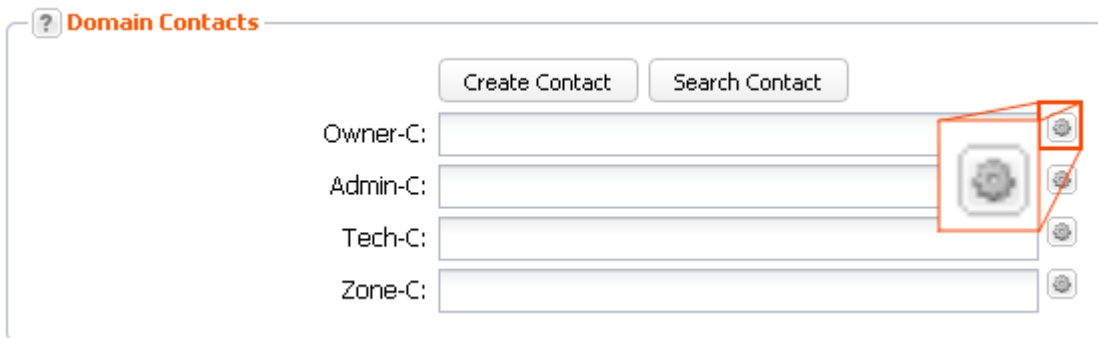 ? Domain Contacts
Create Contact Search Contact
Owner-C:
Admin-C:
Tech-C:
Zone-C: